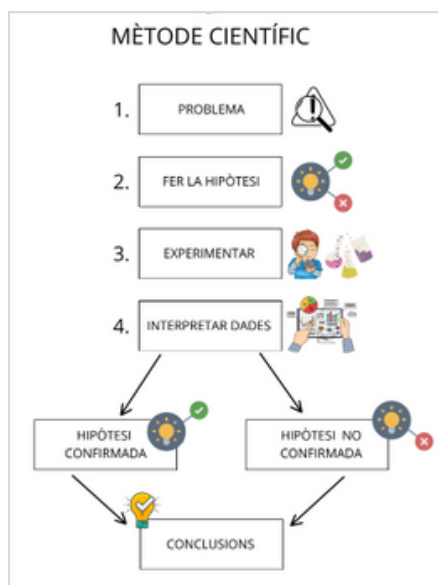 MÈTODE CIENTÍFIC
1. PROBLEMA
2. FER LA HIPÒTESI
3. EXPERIMENTAR
4. INTERPRETAR DADES
HIPÒTESI
CONFIRMADA
HIPÒTESI NO
CONFIRMADA
CONCLUSIONS